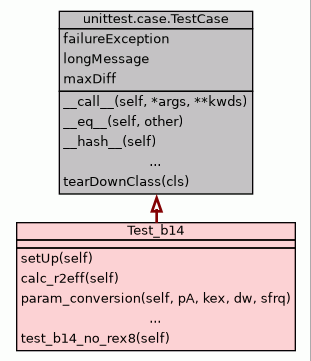 unittest.case.TestCase
failureException
longMessage
maxDiff
__call__(self, *args, **kwds)
__eq__(self, other)
__hash__(self)
...
tearDownClass(cls)
Test_b14
setUp(self)
calc_r2eff(self)
param_conversion(self, pA, kex, dw, sfrq)
...
test_b14_no_rex8(self)